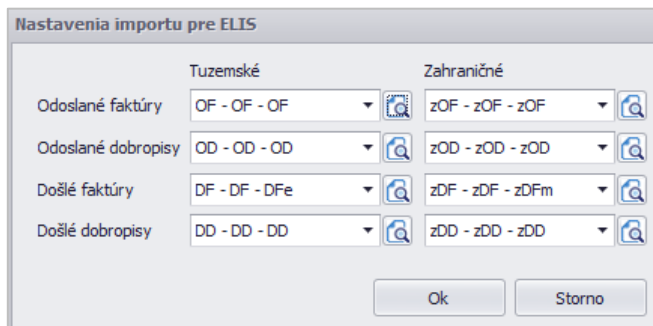 Nastavenia importu pre ELIS
Tuzemské Zahraničné
Odoslané faktúry OF - OF - OF zOF - zOF - zOF
Odoslané dobropisy OD - OD - OD zOD - zOD - zOD
Došlé faktúry DF - DF - DFe zDF - zDF - zDFm
Došlé dobropisy DD - DD - DD zDD - zDD - zDD
Ok Storno